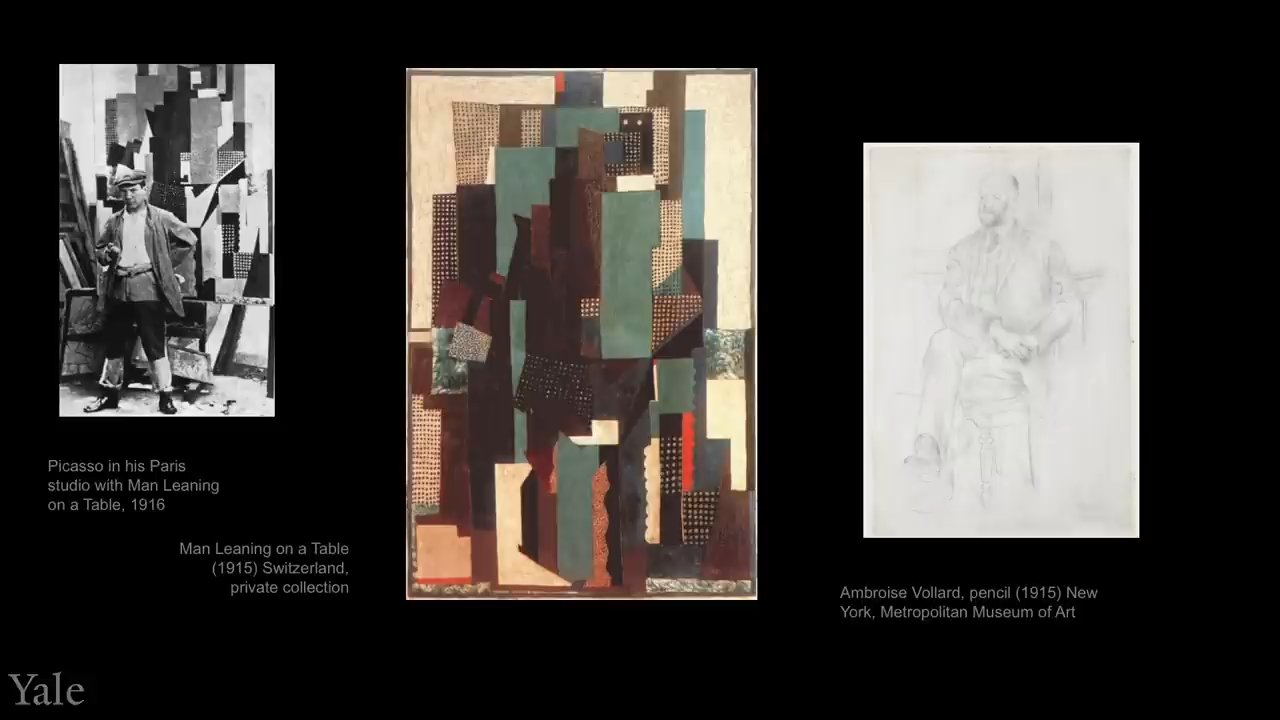 Picasso in his Paris
studio with Man Leaning
on a Table, 1916
Man Leaning on a Table
(1915) Switzerland,
private collection
Ambroise Vollard, pencil (1915) New
York, Metropolitan Museum of Art
Yale